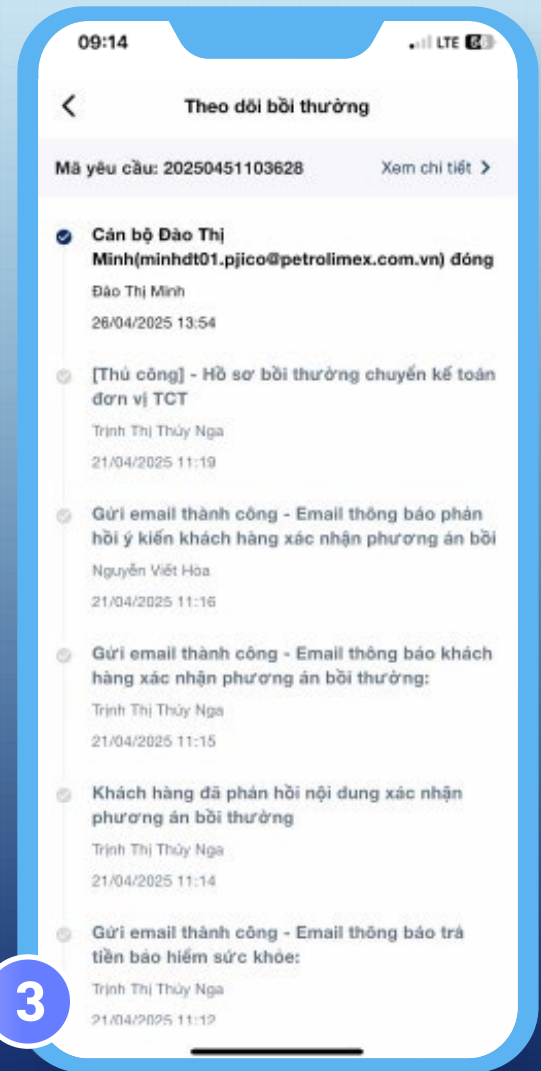 09:14
LTE
Theo dõi bồi thường
Mã yêu cầu: 20250451103628 Xem chi tiết
Cán bộ Đào Thị
Minh(minhdt01.pjico@petrolimex.com.vn) đóng
Đào Thị Minh
26/04/2025 13:54
[Thủ công] - Hồ sơ bồi thường chuyển kế toán
đơn vị TCT
Trịnh Thị Thúy Nga
21/04/2025 11:19
Gửi email thành công - Email thông báo phản
hồi ý kiến khách hàng xác nhận phương án bồi
Nguyễn Viết Hòa
21/04/2025 11:16
Gửi email thành công - Email thông báo khách
hàng xác nhận phương án bồi thường:
Trịnh Thị Thúy Nga
21/04/2025 11:15
Khách hàng đã phản hồi nội dung xác nhận
phương án bồi thường
Trịnh Thị Thúy Nga
21/04/2025 11:14
Gửi email thành công - Email thông báo trả
tiền bảo hiểm sức khỏe:
Trịnh Thị Thúy Nga
21/04/2025 11:12
3